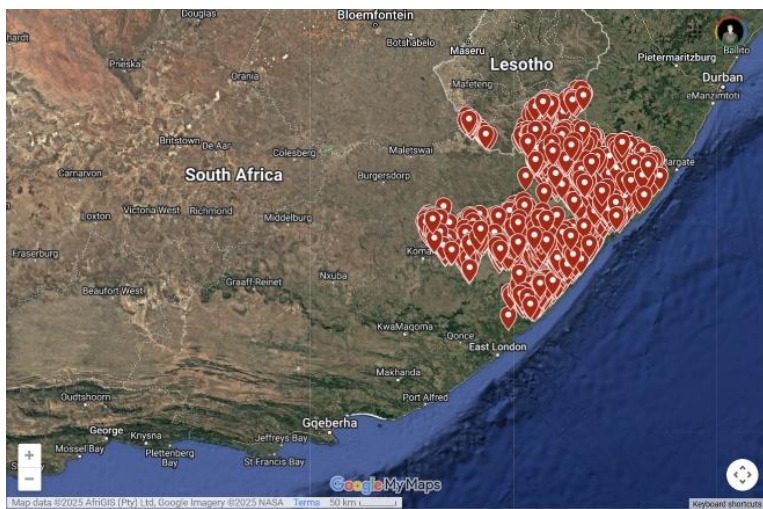 Douglas
Bloemfontein
Botshabelo
Maseru
Ballito
Pietermaritzburg
Prieska
Lesotho
Durban
Orania
Mafeteng
eManzimtoti
Britstown
De Aar
Colesberg
Maletswai
Carnarvon
South Africa
Burgersdorp
Loxton
Victoria West
Richmond
Middelburg
Fraserburg
Nxuba
Graaff-Reinet
Beaufort West
KwaMaqoma
Qonce
East London
Makhanda
Oudtshoorn
Port Alfred
George
Knysna
Gqeberha
Mossel Bay
Plettenberg
Bay
Jeffreys Bay
St Francis Bay
Google My Maps
Map data ©2025 AfriGIS (Pty) Ltd, Google Imagery ©2025 NASA Terms 50 km
Keyboard shortcuts